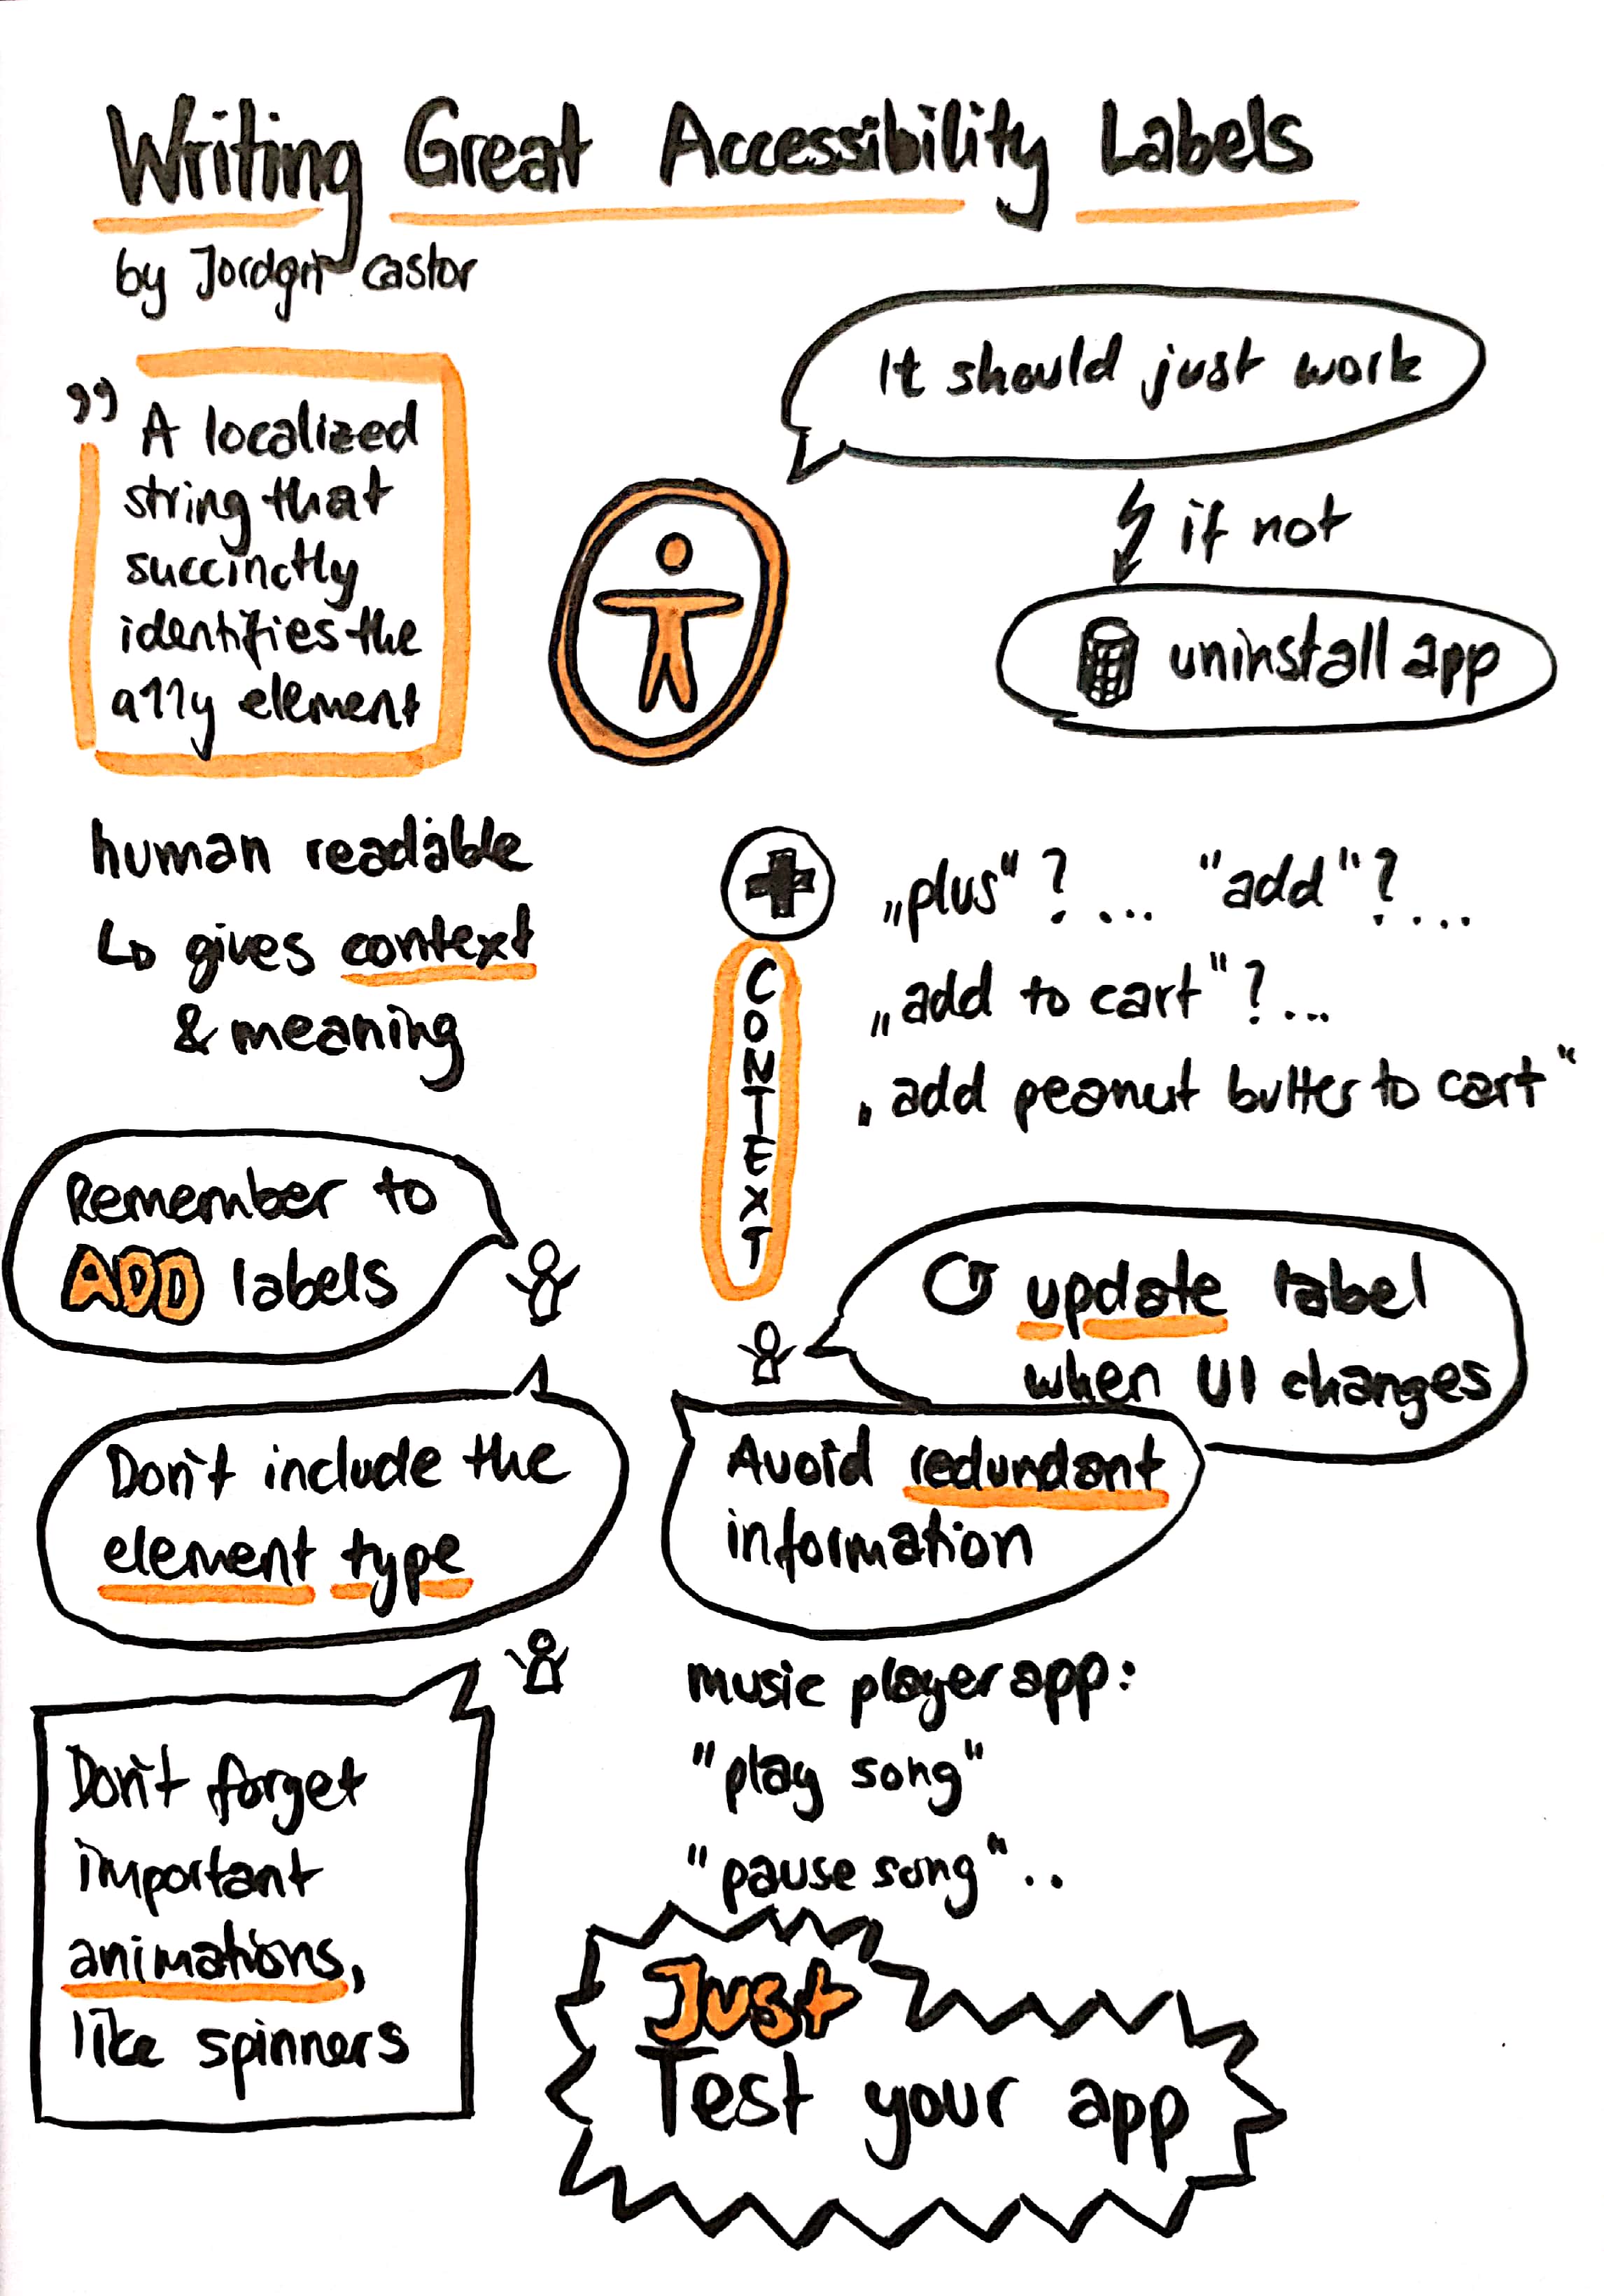 Writing Great Accessibility Labels
by Jordyn Castor
„ A localized
string that
succinctly
identifies the
a11y element
It should just work
if not
uninstall app
human readable
↳ gives context
& meaning
„plus“? ... "add"? ...
„add to cart"? ...
„add peanut butter to cart“
CONTEXT
Remember to
ADD labels
update label
when UI changes
Don't include the
element type
Avoid redundant
information
music player app:
"play song"
"pause song" ..
Don't forget
important
animations,
like spinners
Just
Test your app